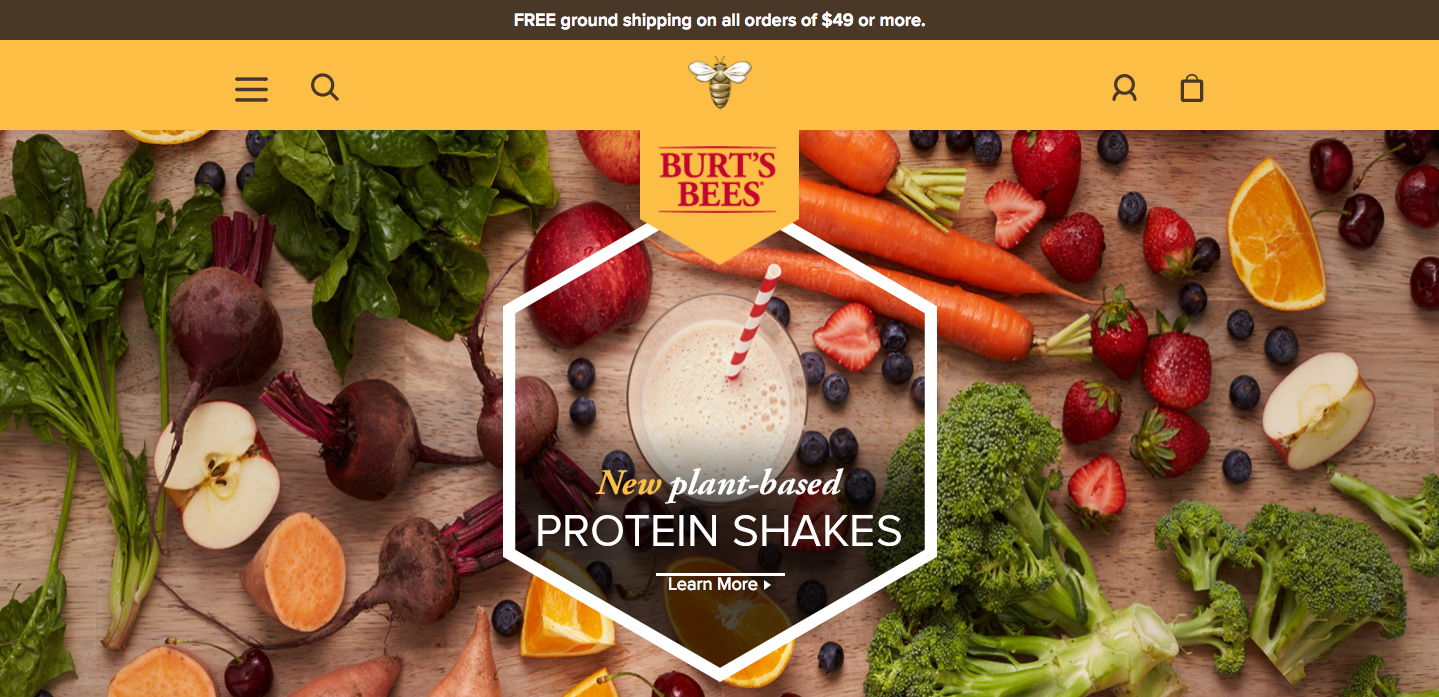 FREE ground shipping on all orders of $49 or more.
BURT'S
BEES®
New plant-based
PROTEIN SHAKES
Learn More ▸